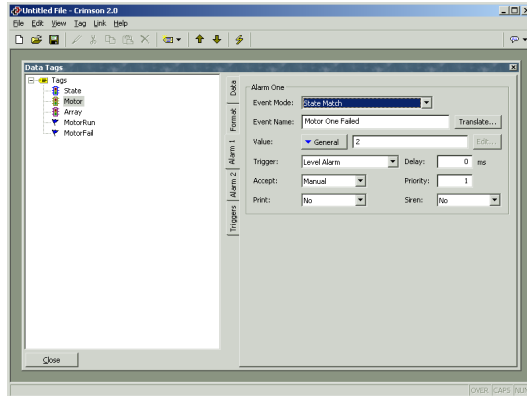 Untitled File - Crimson 2.0
File Edit View Tag Link Help
Data Tags
Tags
State
Motor
Array
MotorRun
MotorFail
Data
Format
Alarm 1
Alarm 2
Triggers
Alarm One
Event Mode: State Match
Event Name: Motor One Failed Translate...
Value: General 2 Edit...
Trigger: Level Alarm Delay: 0 ms
Accept: Manual Priority: 1
Print: No Siren: No
Close
OVER CAPS NUM